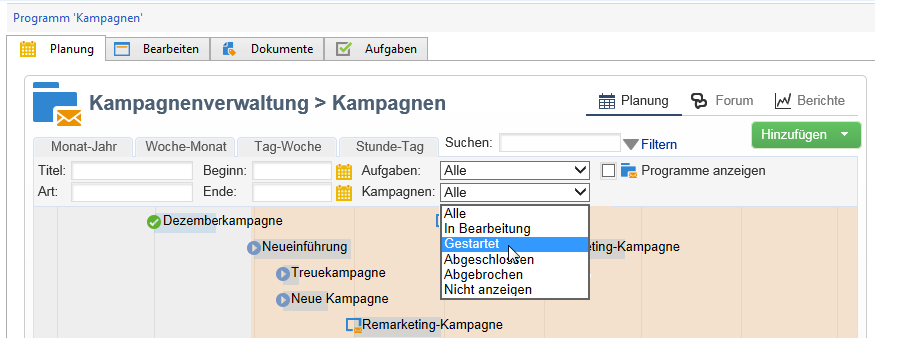 Programm 'Kampagnen'
Planung Bearbeiten Dokumente Aufgaben
Kampagnenverwaltung > Kampagnen Planung Forum Berichte
Monat-Jahr Woche-Monat Tag-Woche Stunde-Tag Suchen: Filtern Hinzufügen
Titel: Beginn: Aufgaben: Alle Programme anzeigen
Art: Ende: Kampagnen: Alle
Dezemberkampagne Alle
In Bearbeitung
Neueinführung Gestartet ting-Kampagne
Abgeschlossen
Treuekampagne Abgebrochen
Neue Kampagne Nicht anzeigen
Remarketing-Kampagne